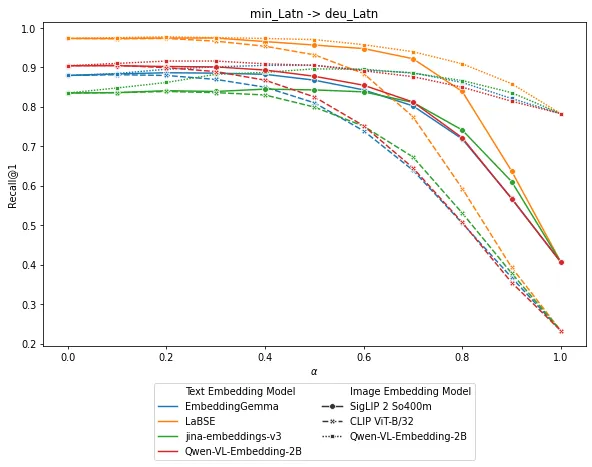 min_Latn -> deu_Latn
Recall@1
1.0
0.9
0.8
0.7
0.6
0.5
0.4
0.3
0.2
0.0 0.2 0.4 0.6 0.8 1.0
α
Text Embedding Model
EmbeddingGemma
LaBSE
jina-embeddings-v3
Qwen-VL-Embedding-2B
Image Embedding Model
SigLIP 2 So400m
CLIP ViT-B/32
Qwen-VL-Embedding-2B